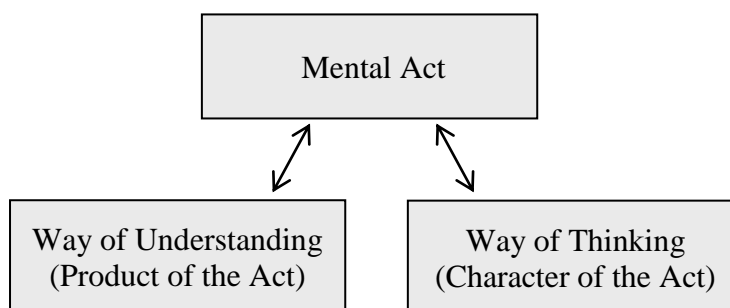 Mental Act
Way of Understanding
(Product of the Act)
Way of Thinking
(Character of the Act)